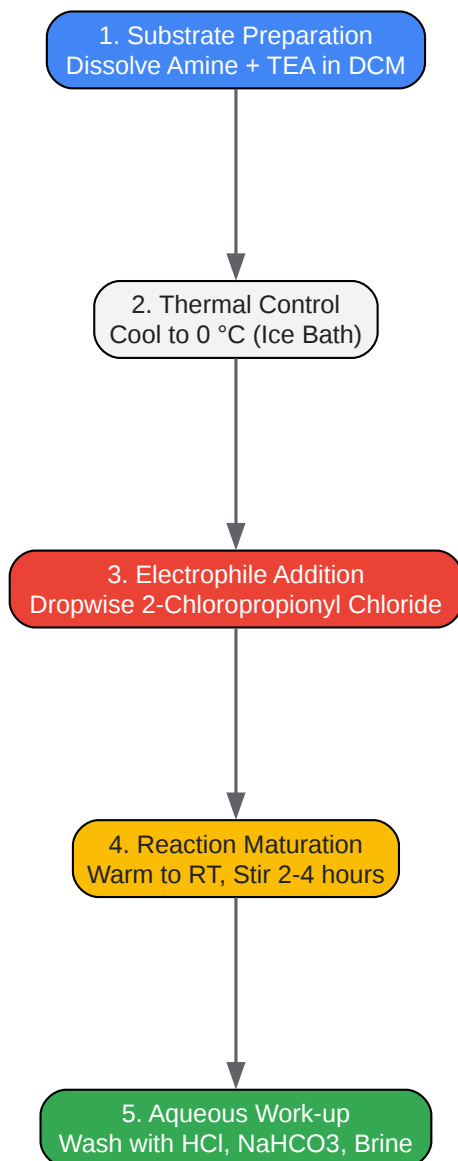 1. Substrate Preparation
Dissolve Amine + TEA in DCM
2. Thermal Control
Cool to 0 °C (Ice Bath)
3. Electrophile Addition
Dropwise 2-Chloropropionyl Chloride
4. Reaction Maturation
Warm to RT, Stir 2-4 hours
5. Aqueous Work-up
Wash with HCl, NaHCO3, Brine